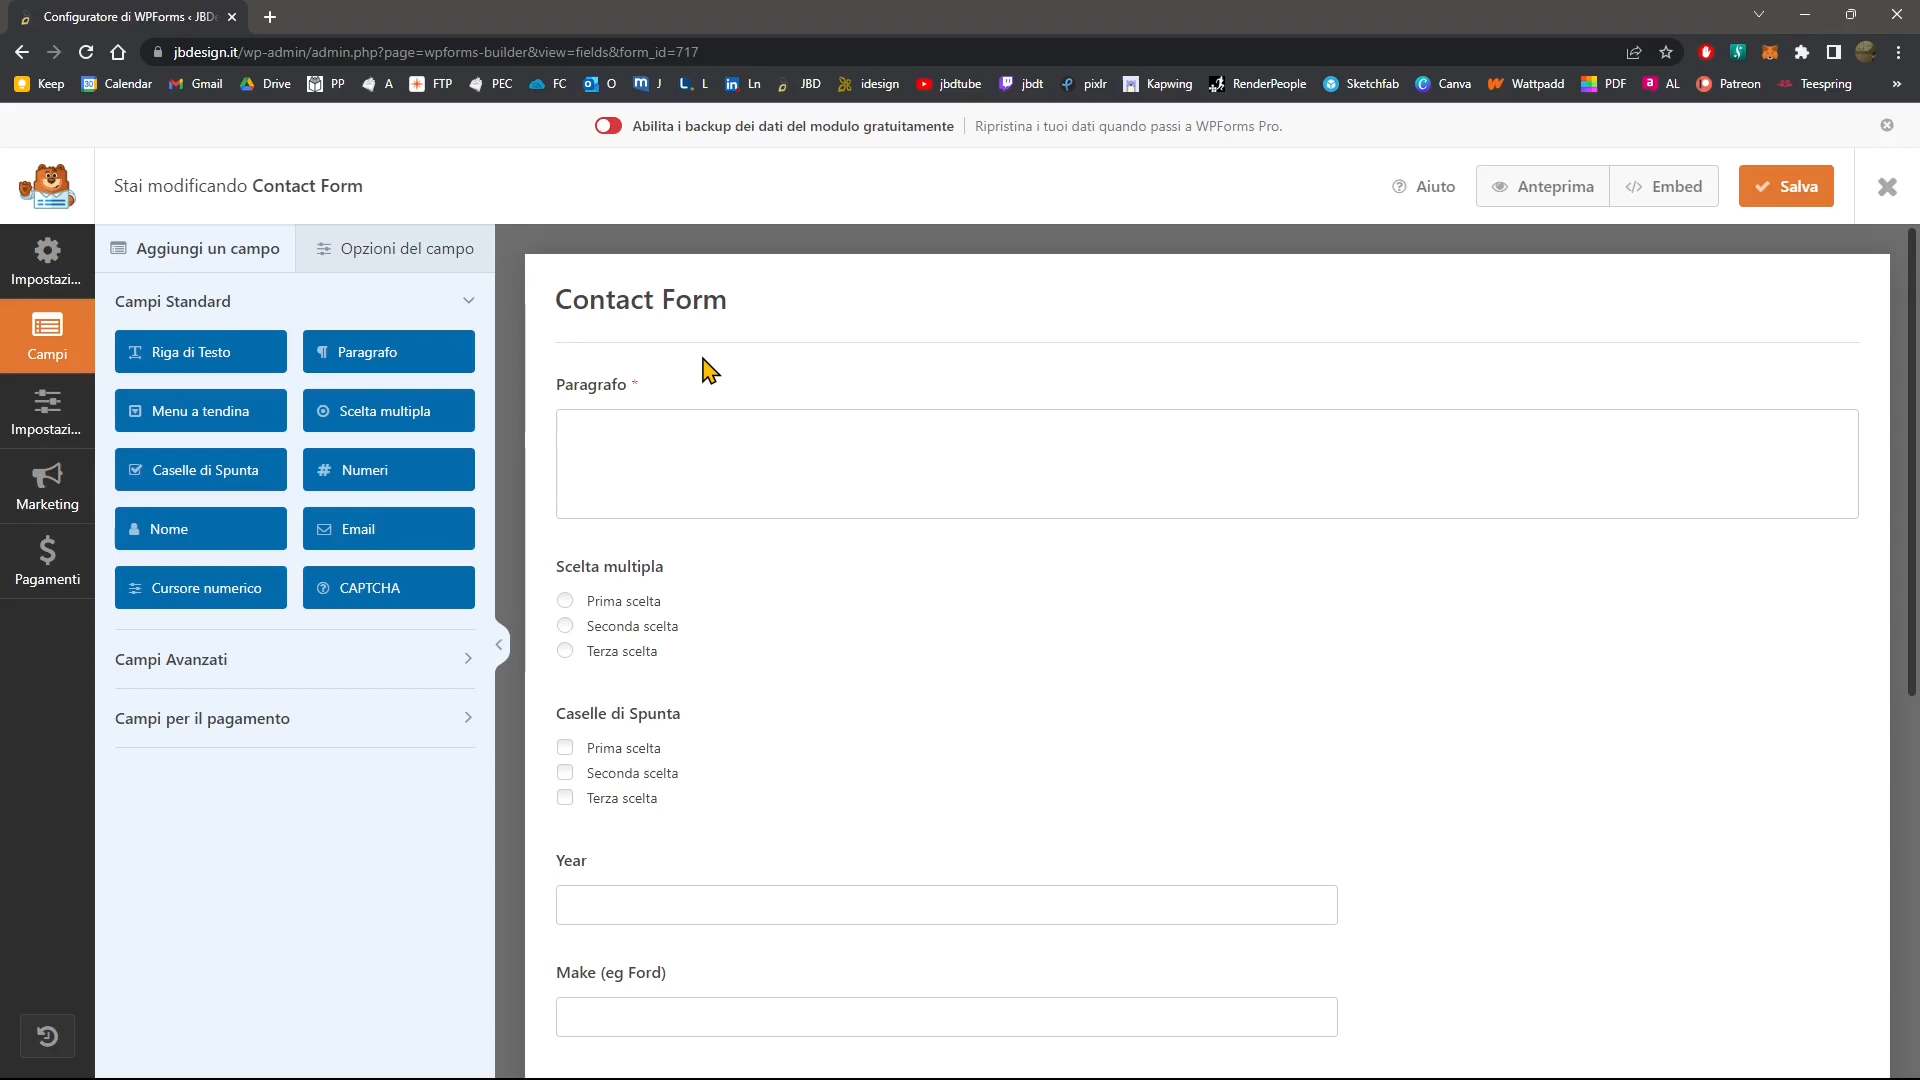 Configuratore di WPForms ‹ JBDe
jbdesign.it/wp-admin/admin.php?page=wpforms-builder&view=fields&form_id=717
Keep Calendar Gmail Drive PP A FTP PEC FC O J L Ln JBD idesign jbdtube jbdt pixlr Kapwing RenderPeople Sketchfab Canva Wattpadd PDF AL Patreon Teespring »
Abilita i backup dei dati del modulo gratuitamente Ripristina i tuoi dati quando passi a WPForms Pro.
Stai modificando Contact Form
Aiuto Anteprima Embed Salva
Impostazi...
Campi
Impostazi...
Marketing
Pagamenti
Aggiungi un campo Opzioni del campo
Campi Standard
Riga di Testo Paragrafo
Menu a tendina Scelta multipla
Caselle di Spunta Numeri
Nome Email
Cursore numerico CAPTCHA
Campi Avanzati
Campi per il pagamento
Contact Form
Paragrafo *
Scelta multipla
Prima scelta
Seconda scelta
Terza scelta
Caselle di Spunta
Prima scelta
Seconda scelta
Terza scelta
Year
Make (eg Ford)